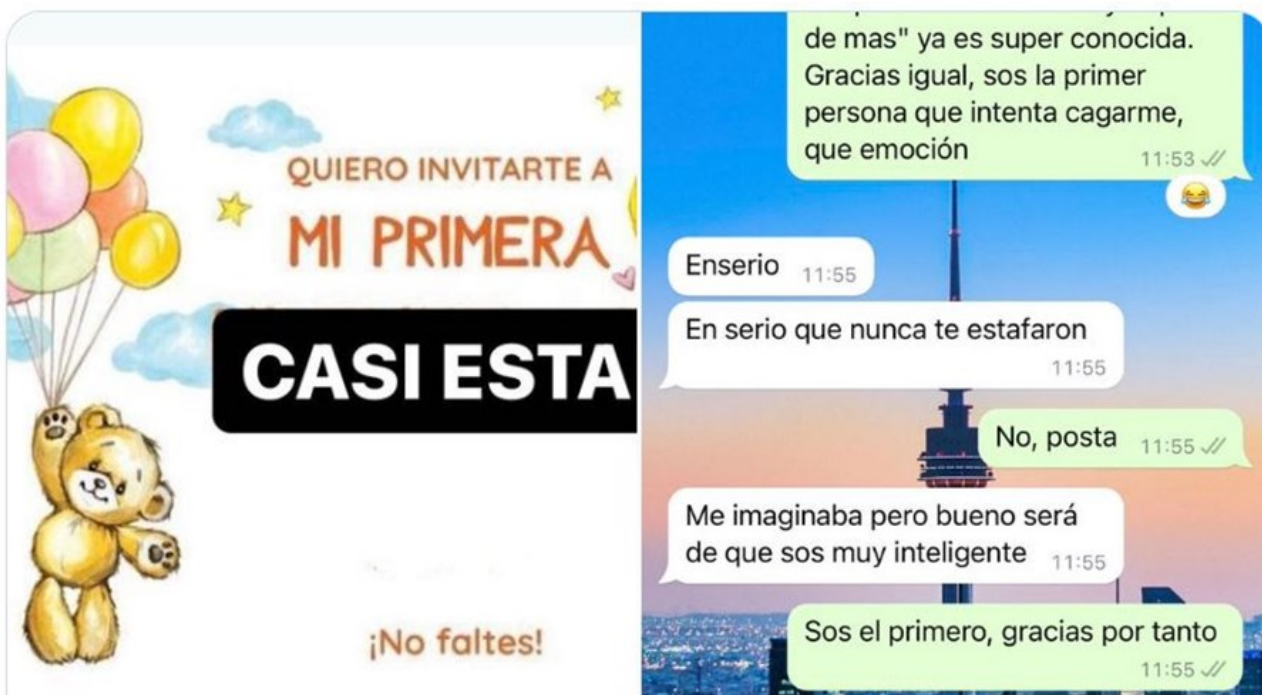 QUIERO INVITARTE A
MI PRIMERA
CASI ESTA
¡No faltes!
de mas" ya es super conocida.
Gracias igual, sos la primer
persona que intenta cagarme,
que emoción
11:53
Enserio 11:55
En serio que nunca te estafaron
11:55
No, posta 11:55
Me imaginaba pero bueno será
de que sos muy inteligente 11:55
Sos el primero, gracias por tanto
11:55